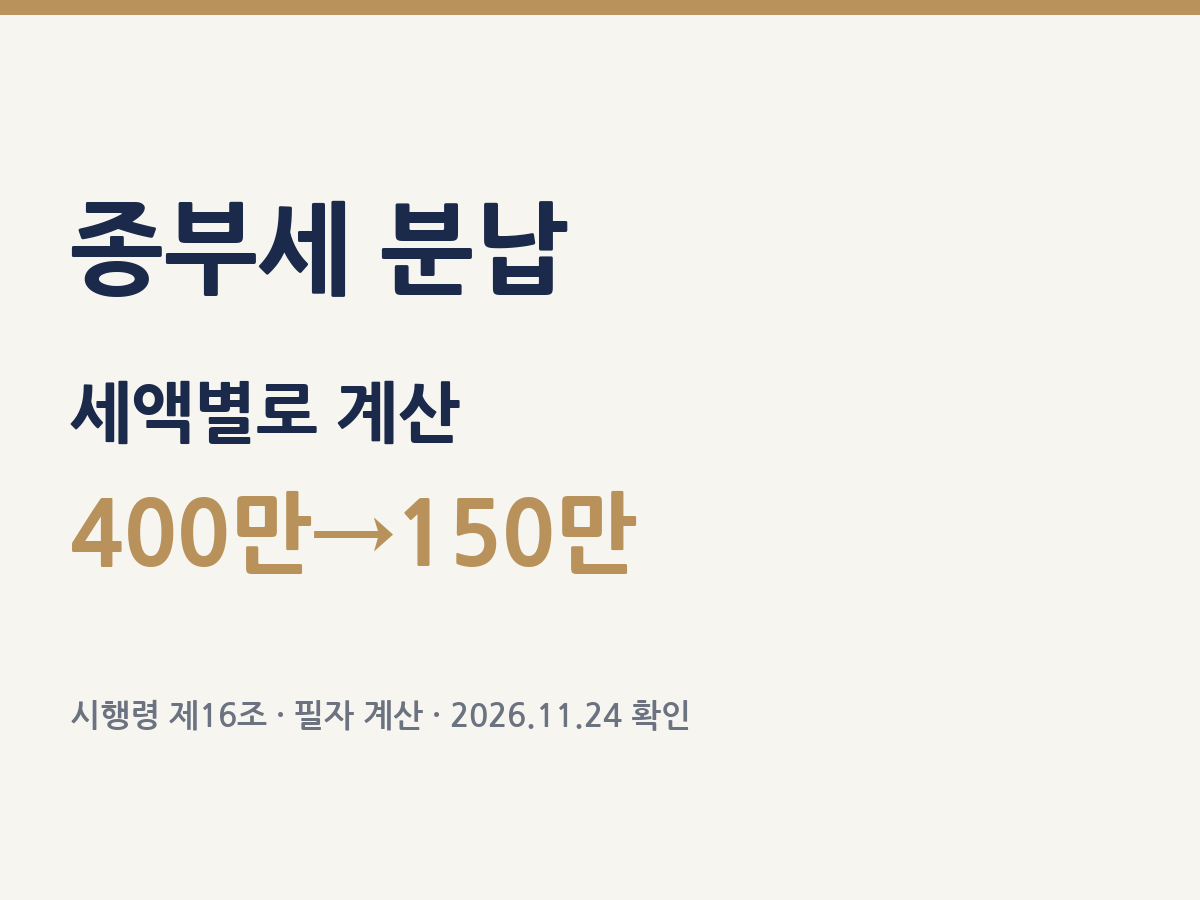 종부세 분납
세액별로 계산
400만→150만
시행령 제16조 · 필자 계산 · 2026.11.24 확인